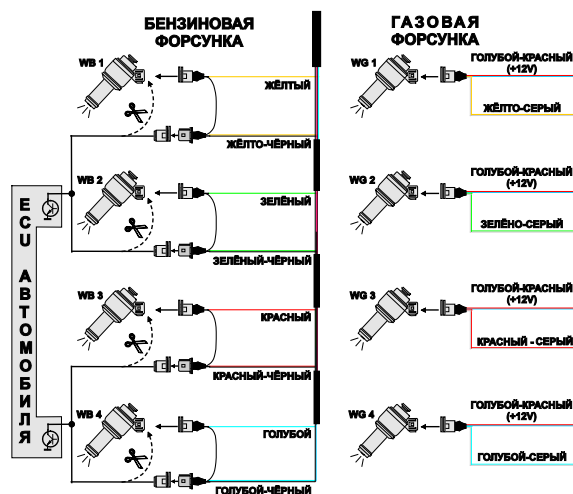 БЕНЗИНОВАЯ
ФОРСУНКА
ГАЗОВАЯ
ФОРСУНКА
WB 1
ЖЁЛТЫЙ
ЖЁЛТО-ЧЁРНЫЙ
WB 2
ЗЕЛЁНЫЙ
ЗЕЛЁНЫЙ-ЧЁРНЫЙ
WB 3
КРАСНЫЙ
КРАСНЫЙ-ЧЁРНЫЙ
WB 4
ГОЛУБОЙ
ГОЛУБОЙ-ЧЁРНЫЙ
ECU АВТОМОБИЛЯ
WG 1
ГОЛУБОЙ-КРАСНЫЙ
(+12V)
ЖЁЛТО-СЕРЫЙ
WG 2
ГОЛУБОЙ-КРАСНЫЙ
(+12V)
ЗЕЛЁНО-СЕРЫЙ
WG 3
ГОЛУБОЙ-КРАСНЫЙ
(+12V)
КРАСНЫЙ - СЕРЫЙ
WG 4
ГОЛУБОЙ-КРАСНЫЙ
(+12V)
ГОЛУБОЙ-СЕРЫЙ